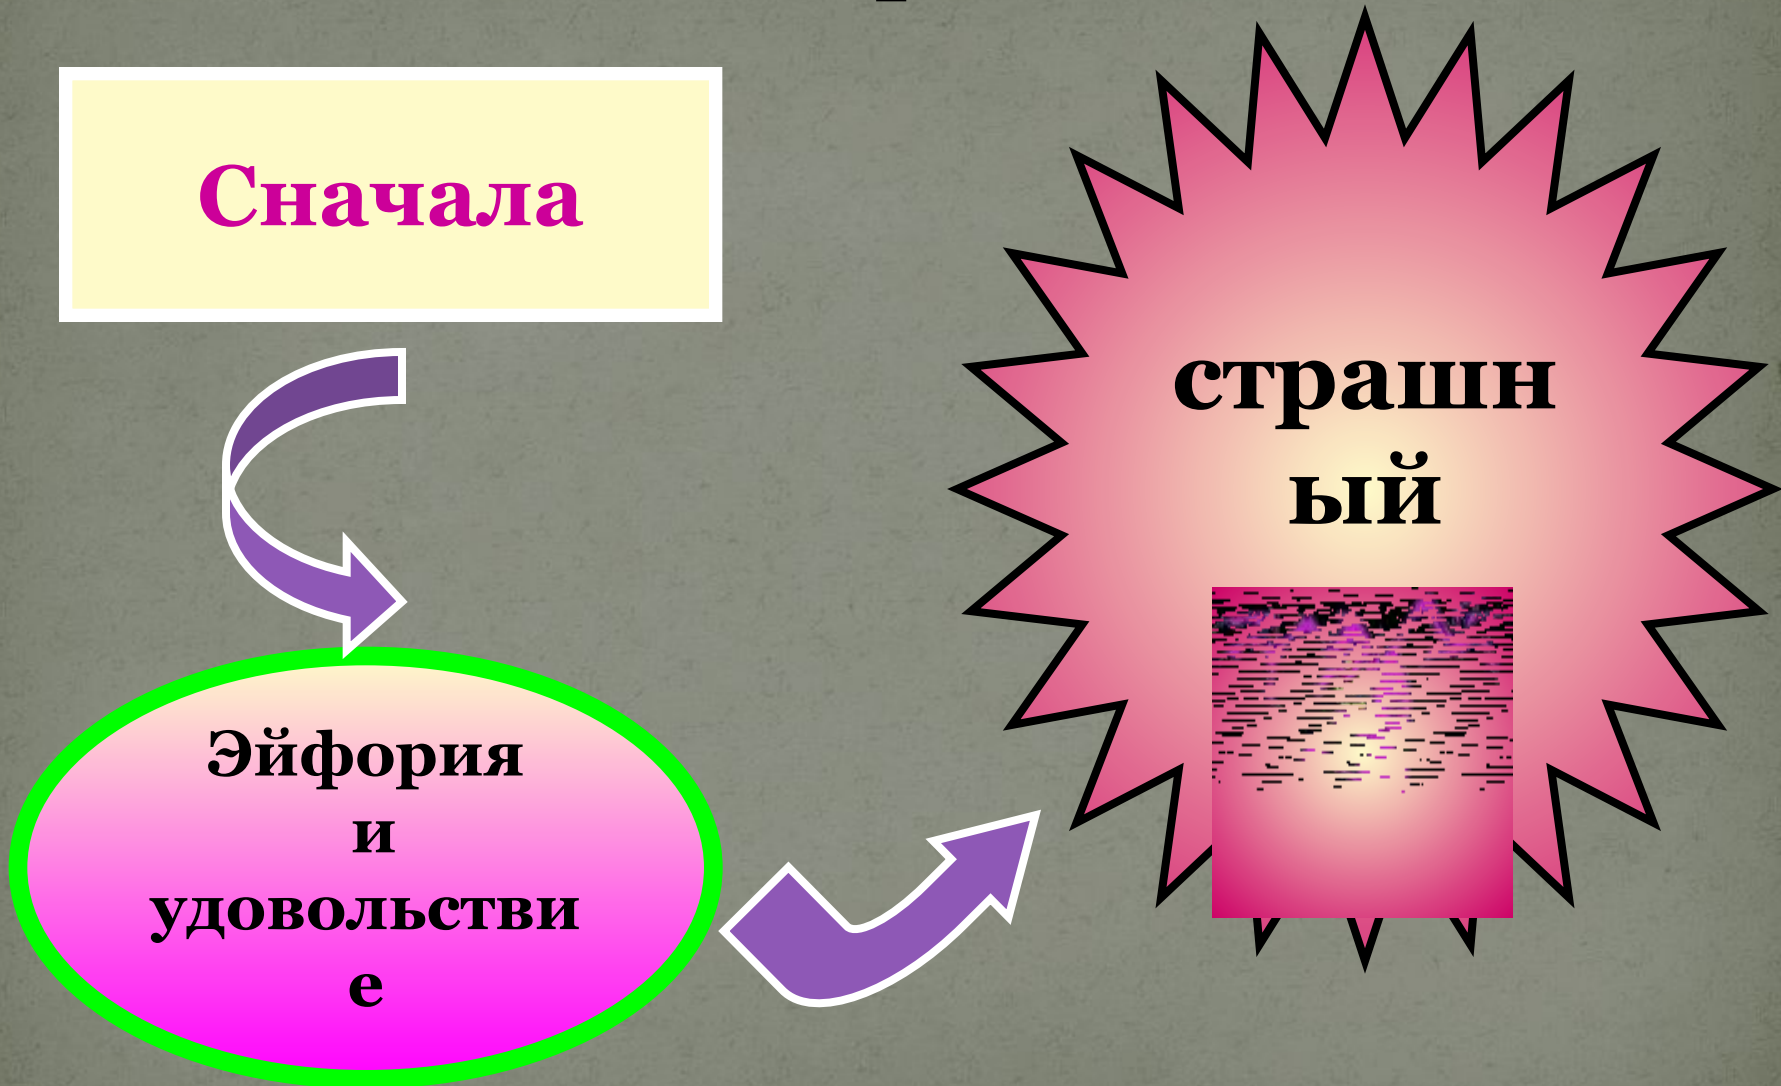 Сначала
страшн
ый
Эйфория
и
удовольстви
е